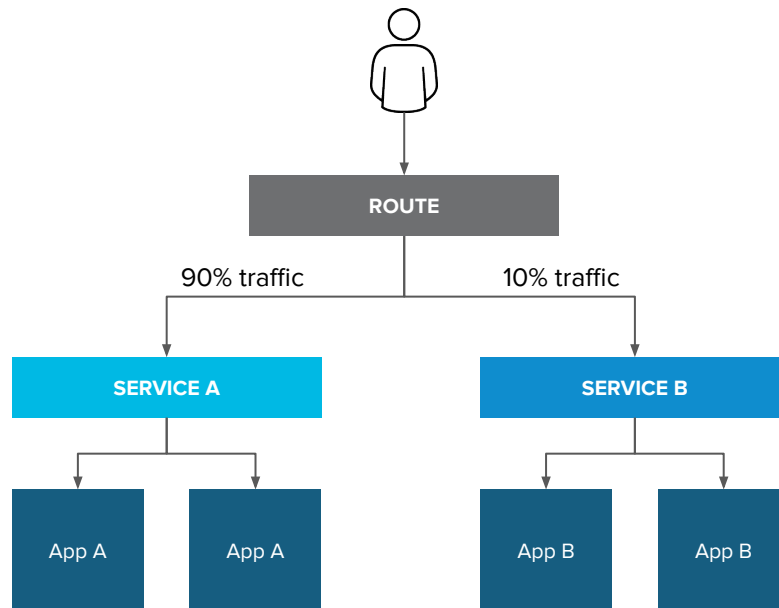 ROUTE
90% traffic
10% traffic
SERVICE A
SERVICE B
App A
App A
App B
App B